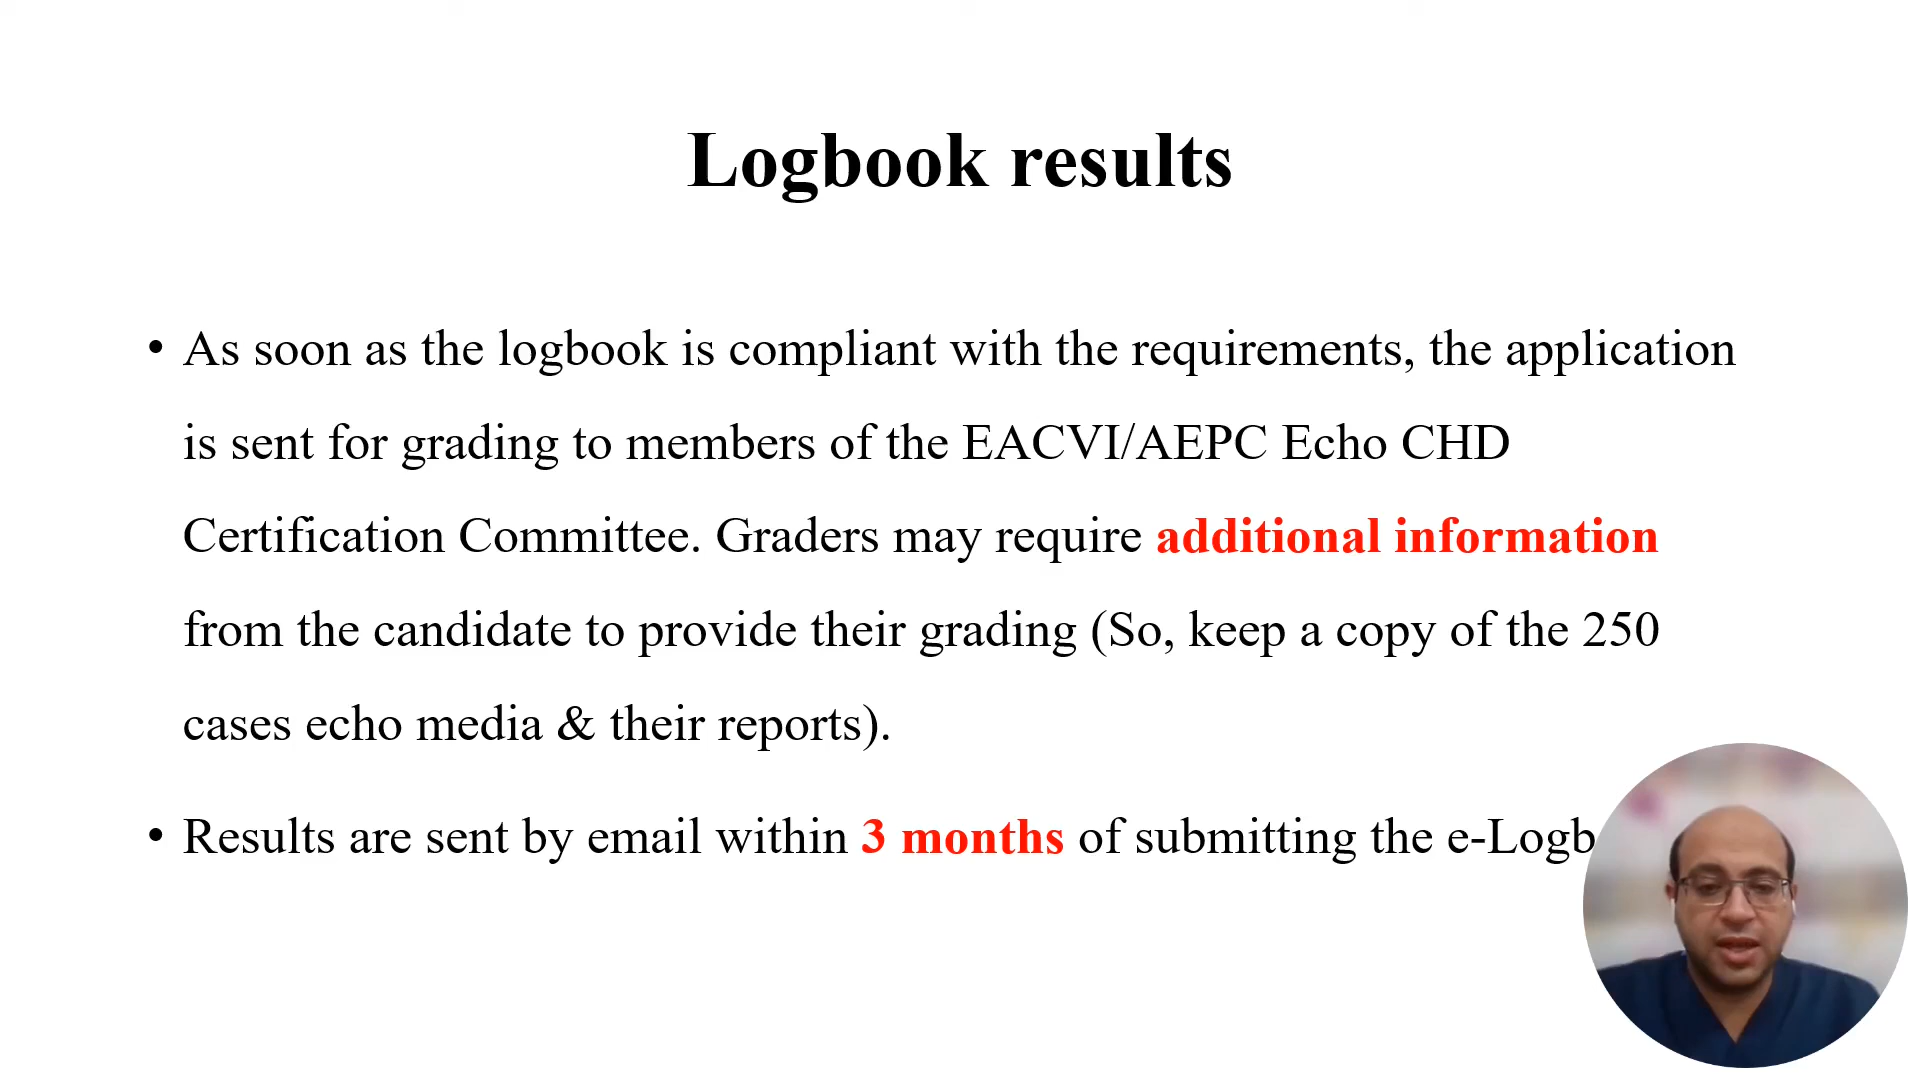 Logbook results
• As soon as the logbook is compliant with the requirements, the application
is sent for grading to members of the EACVI/AEPC Echo CHD
Certification Committee. Graders may require additional information
from the candidate to provide their grading (So, keep a copy of the 250
cases echo media & their reports).
• Results are sent by email within 3 months of submitting the e-Logb